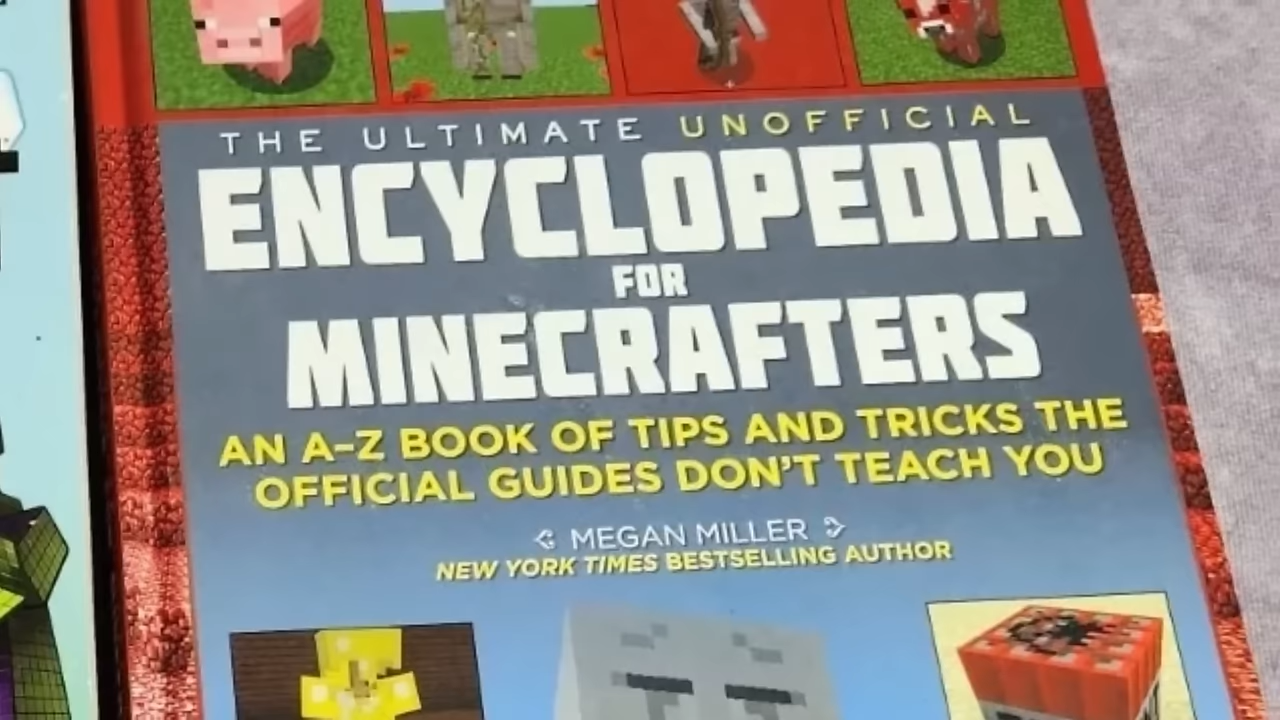 THE ULTIMATE UNOFFICIAL
ENCYCLOPEDIA
FOR
MINECRAFTERS
AN A–Z BOOK OF TIPS AND TRICKS THE
OFFICIAL GUIDES DON'T TEACH YOU
MEGAN MILLER
NEW YORK TIMES BESTSELLING AUTHOR